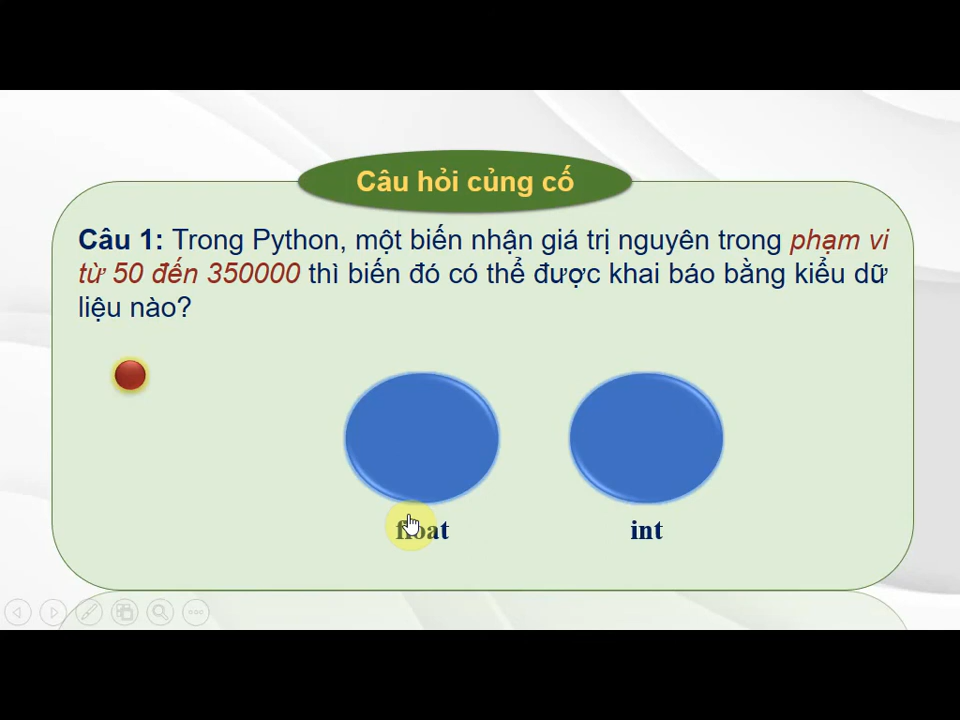 Câu hỏi củng cố
Câu 1: Trong Python, một biến nhận giá trị nguyên trong phạm vi
từ 50 đến 350000 thì biến đó có thể được khai báo bằng kiểu dữ
liệu nào?
float
int